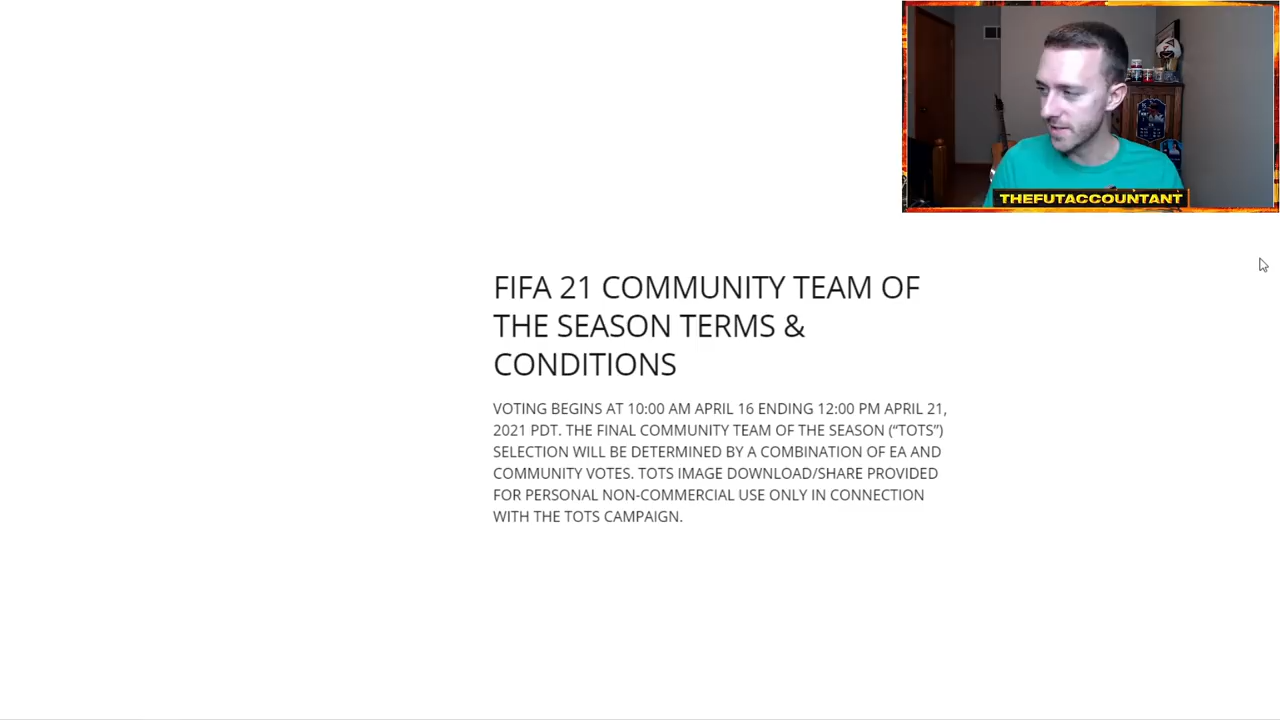 THEFUTACCOUNTANT
FIFA 21 COMMUNITY TEAM OF
THE SEASON TERMS &
CONDITIONS
VOTING BEGINS AT 10:00 AM APRIL 16 ENDING 12:00 PM APRIL 21,
2021 PDT. THE FINAL COMMUNITY TEAM OF THE SEASON (“TOTS”)
SELECTION WILL BE DETERMINED BY A COMBINATION OF EA AND
COMMUNITY VOTES. TOTS IMAGE DOWNLOAD/SHARE PROVIDED
FOR PERSONAL NON-COMMERCIAL USE ONLY IN CONNECTION
WITH THE TOTS CAMPAIGN.